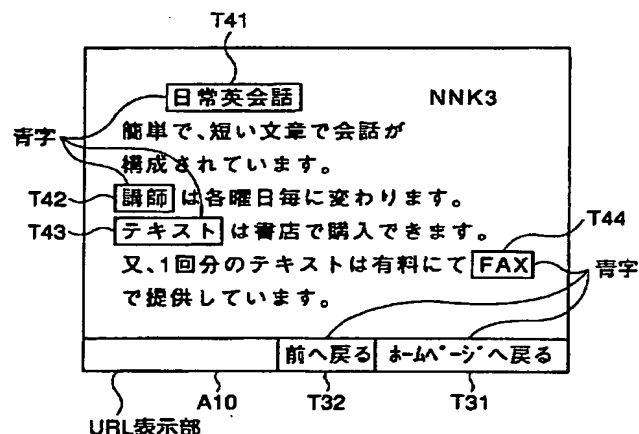 T41
日常英会話 NNK3
青字
簡単で、短い文章で会話が
構成されています。
T42 講師は各曜日毎に変わります。
T43 テキストは書店で購入できます。
T44
又、1回分のテキストは有料にて FAX
青字
で提供しています。
前へ戻る ホームページへ戻る
A10 T32 T31
URL表示部